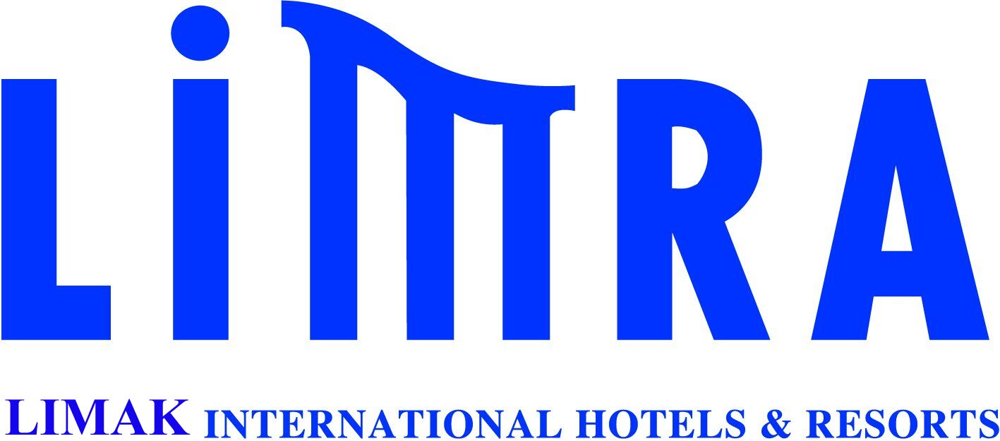 LiMRA
LIMAK INTERNATIONAL HOTELS & RESORTS